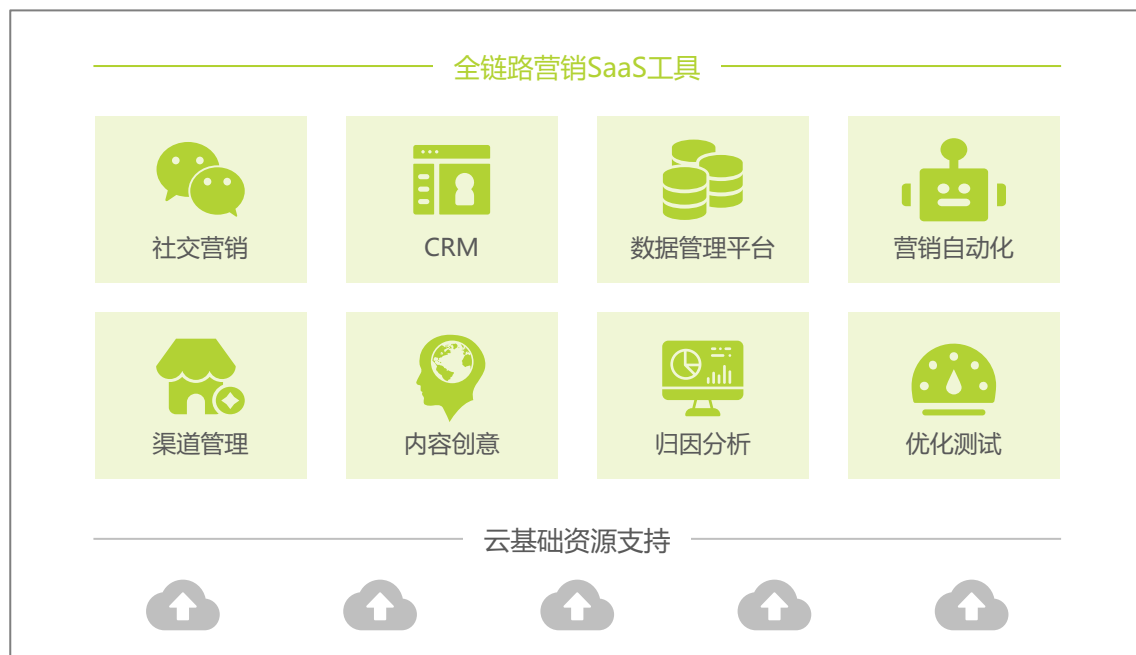 全链路营销SaaS工具
社交营销
CRM
数据管理平台
营销自动化
渠道管理
内容创意
归因分析
优化测试
云基础资源支持